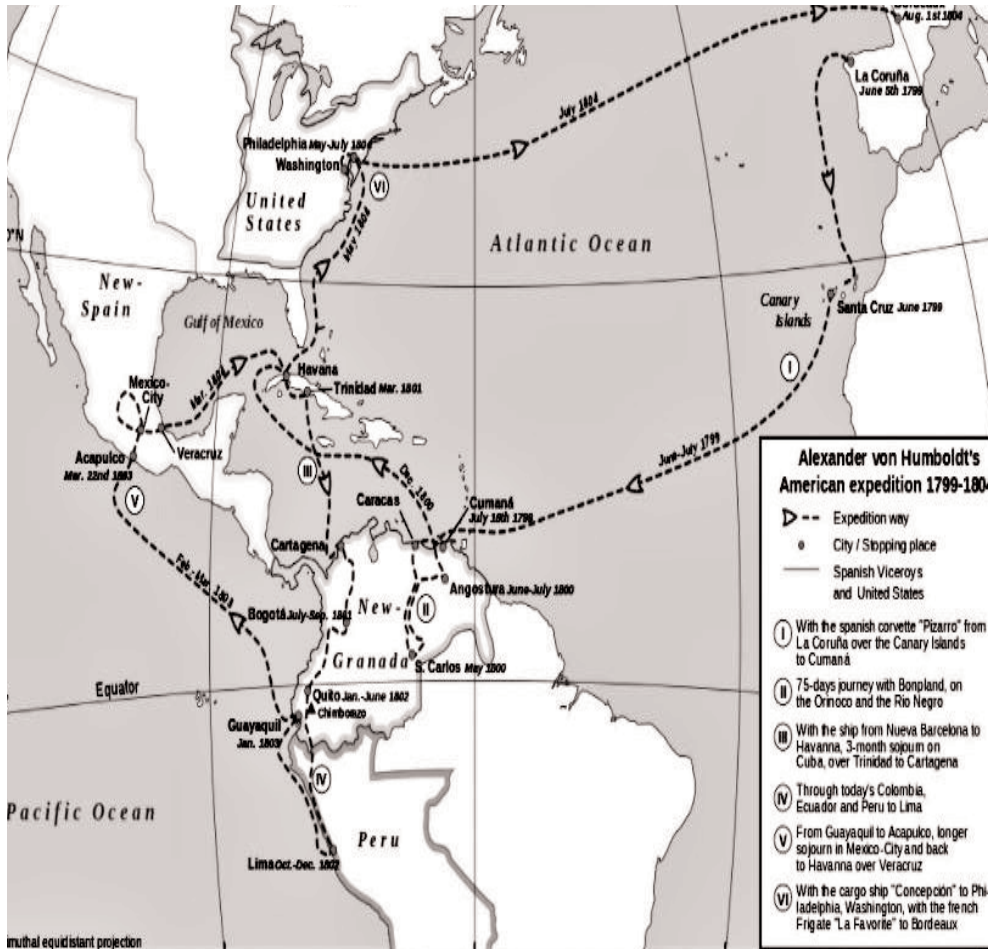 Aug. 1st 1804
La Coruña
June 5th 1799
Philadelphia May-July 1804
Washington
July 1804
VI
United
States
May 1804
Atlantic Ocean
New-
Spain
Gulf of Mexico
Canary
Islands
Santa Cruz June 1799
I
Havana
Trinidad Mar. 1801
Mexico-
City
Mar. 1804
Veracruz
Acapulco
Mar. 22nd 1803
V
III
Dec. 1800
June-July 1799
Caracas
Cumaná
July 16th 1799
Cartagena
Angostura June-July 1800
II
Feb.-Mar. 1803
Bogotá July-Sep. 1801
New-
Granada
S. Carlos May 1800
Equator
Quito Jan.-June 1802
Chimborazo
Guayaquil
Jan. 1803
IV
Pacific Ocean
Peru
Lima Oct.-Dec. 1802
muthal equidistant projection
Alexander von Humboldt's
American expedition 1799-1804
Expedition way
City / Stopping place
Spanish Viceroys
and United States
I With the spanish corvette "Pizarro" from
La Coruña over the Canary Islands
to Cumaná
II 75-days journey with Bonpland, on
the Orinoco and the Rio Negro
III With the ship from Nueva Barcelona to
Havanna, 3-month sojourn on
Cuba, over Trinidad to Cartagena
IV Through today's Colombia,
Ecuador and Peru to Lima
V From Guayaquil to Acapulco, longer
sojourn in Mexico-City and back
to Havanna over Veracruz
VI With the cargo ship "Concepción" to Phi-
ladelphia, Washington, with the french
Frigate "La Favorite" to Bordeaux